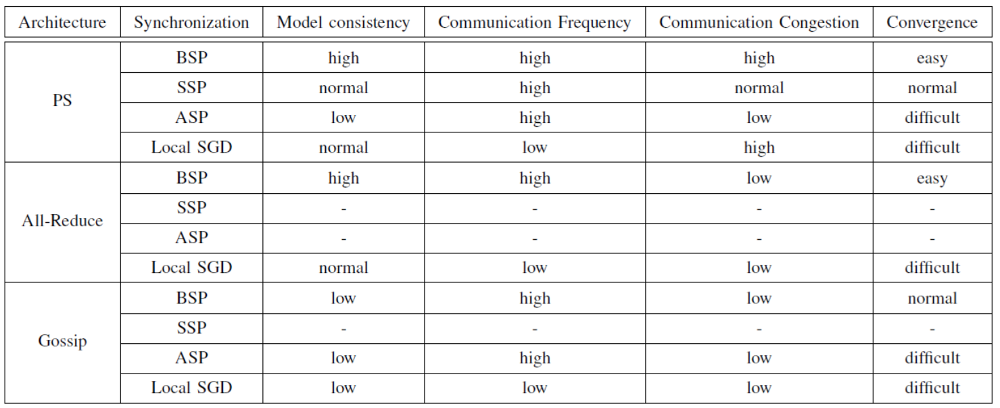 Architecture Synchronization Model consistency Communication Frequency Communication Congestion Convergence
PS
BSP high high high easy
SSP normal high normal normal
ASP low high low difficult
Local SGD normal low high difficult
All-Reduce
BSP high high low easy
SSP - - - -
ASP - - - -
Local SGD normal low low difficult
Gossip
BSP low high low normal
SSP - - - -
ASP low high low difficult
Local SGD low low low difficult